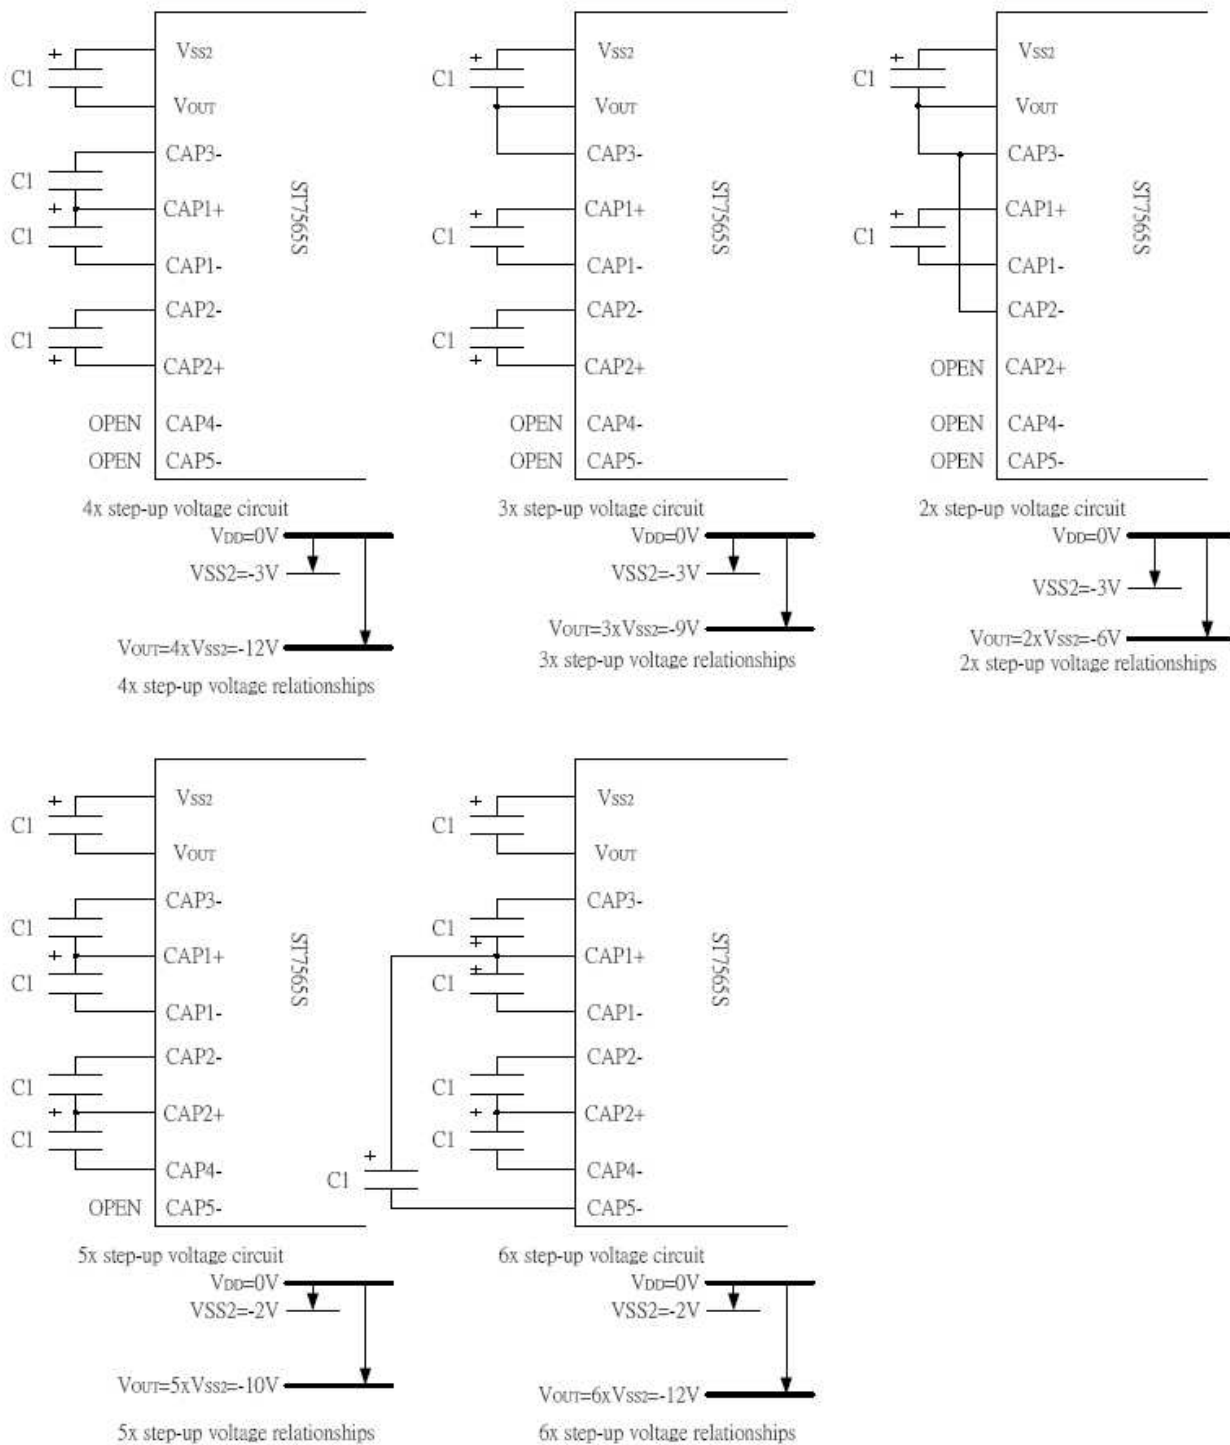 +
C1
VSS2
VOUT
CAP3-
C1
+
CAP1+
C1
CAP1-
CAP2-
C1
+
CAP2+
OPEN CAP4-
OPEN CAP5-
ST7565S
4x step-up voltage circuit
VDD=0V
VSS2=-3V
VOUT=4xVSS2=-12V
4x step-up voltage relationships
+
C1
VSS2
VOUT
CAP3-
+
CAP1+
C1
CAP1-
CAP2-
C1
+
CAP2+
OPEN CAP4-
OPEN CAP5-
ST7565S
3x step-up voltage circuit
VDD=0V
VSS2=-3V
VOUT=3xVSS2=-9V
3x step-up voltage relationships
+
C1
VSS2
VOUT
CAP3-
+
CAP1+
C1
CAP1-
CAP2-
OPEN CAP2+
OPEN CAP4-
OPEN CAP5-
ST7565S
2x step-up voltage circuit
VDD=0V
VSS2=-3V
VOUT=2xVSS2=-6V
2x step-up voltage relationships
+
C1
VSS2
VOUT
CAP3-
C1
+
CAP1+
C1
CAP1-
CAP2-
C1
+
CAP2+
C1
CAP4-
OPEN CAP5-
ST7565S
5x step-up voltage circuit
VDD=0V
VSS2=-2V
VOUT=5xVSS2=-10V
5x step-up voltage relationships
+
C1
VSS2
VOUT
CAP3-
C1
+
CAP1+
+
C1
CAP1-
CAP2-
C1
+
CAP2+
C1
+
CAP4-
C1
CAP5-
ST7565S
6x step-up voltage circuit
VDD=0V
VSS2=-2V
VOUT=6xVSS2=-12V
6x step-up voltage relationships